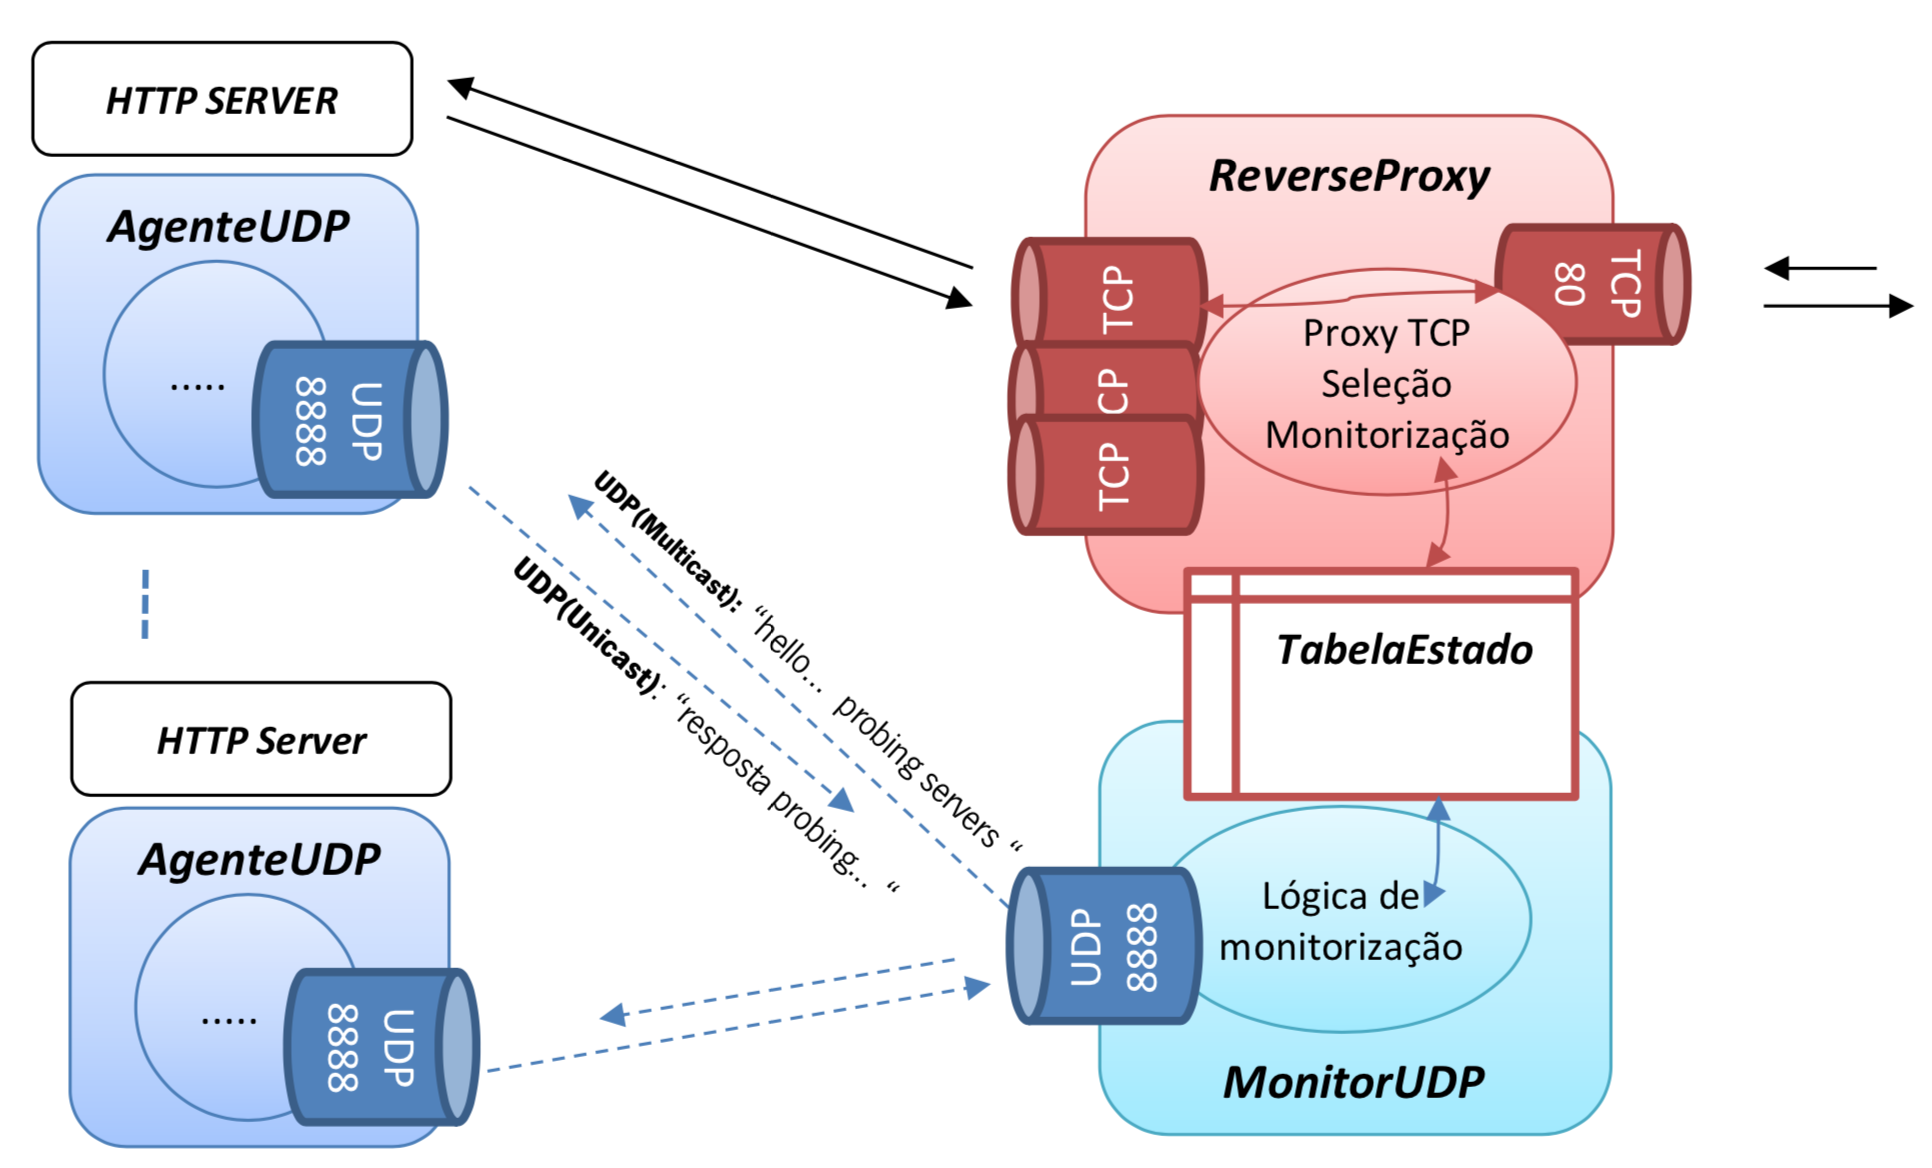 HTTP SERVER
AgenteUDP
.....
UDP
8888
HTTP Server
AgenteUDP
.....
UDP
8888
UDP(Multicast): “hello... probing servers “
UDP(Unicast): “resposta probing... “
ReverseProxy
TCP
CP
TCP
TCP
80
Proxy TCP
Seleção
Monitorização
TabelaEstado
UDP
8888
Lógica de
monitorização
MonitorUDP